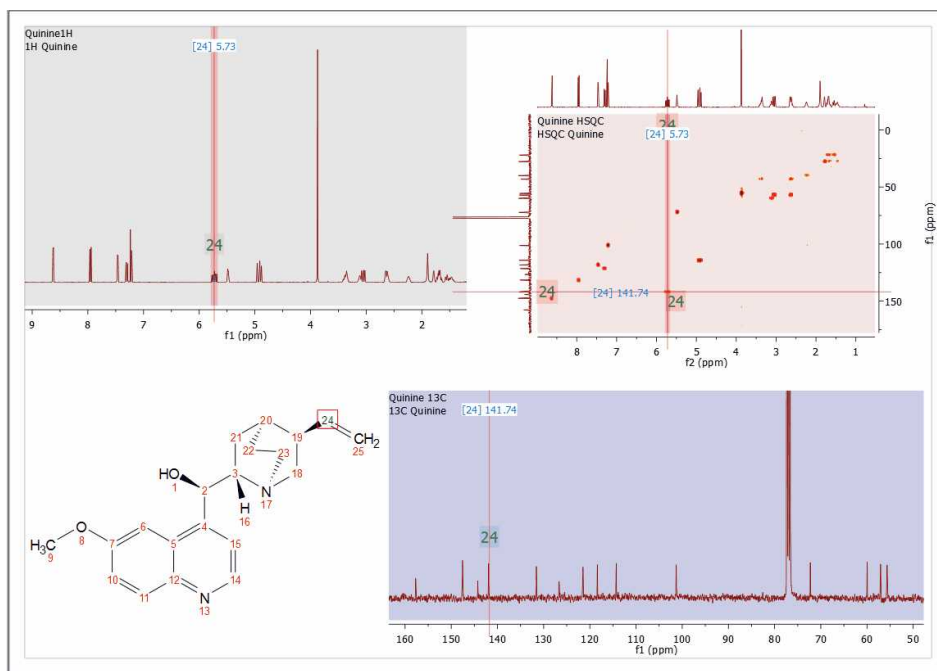 Quinine1H
1H Quinine
[24] 5.73
24
9 8 7 6 5 4 3 2
f1 (ppm)
Quinine HSQC
HSQC Quinine
24
[24] 5.73
24
[24] 141.74
24
0
50
100
150
f1 (ppm)
8 7 6 5 4 3 2 1
f2 (ppm)
20
24
21
19
22
23
CH2
25
HO
1
3
18
2
N
17
H
16
4
O
8
6
15
7
5
H3C
9
10
12
14
11
N
13
Quinine 13C
13C Quinine
[24] 141.74
24
160 150 140 130 120 110 100 90 80 70 60 50
f1 (ppm)